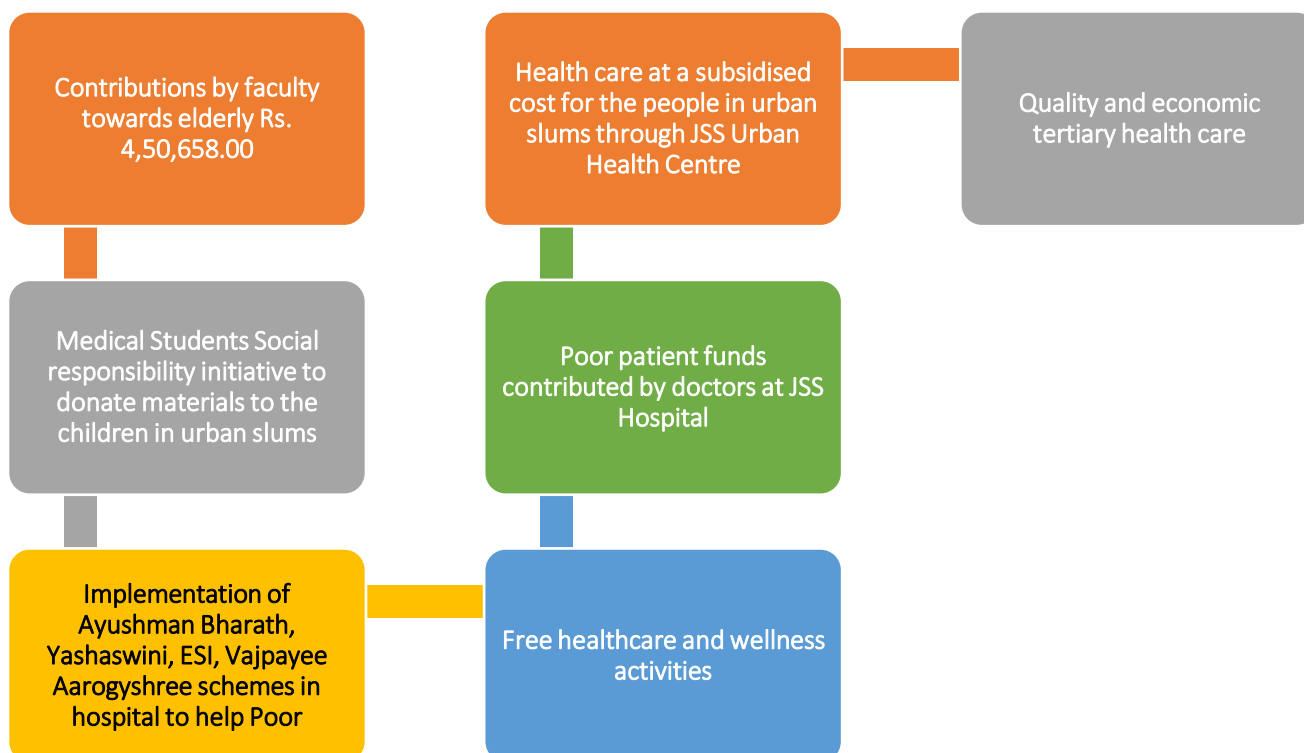 Contributions by faculty
towards elderly Rs.
4,50,658.00
Medical Students Social
responsibility initiative to
donate materials to the
children in urban slums
Implementation of
Ayushman Bharath,
Yashaswini, ESI, Vajpayee
Aarogyshree schemes in
hospital to help Poor
Free healthcare and wellness
activities
Poor patient funds
contributed by doctors at JSS
Hospital
Health care at a subsidised
cost for the people in urban
slums through JSS Urban
Health Centre
Quality and economic
tertiary health care